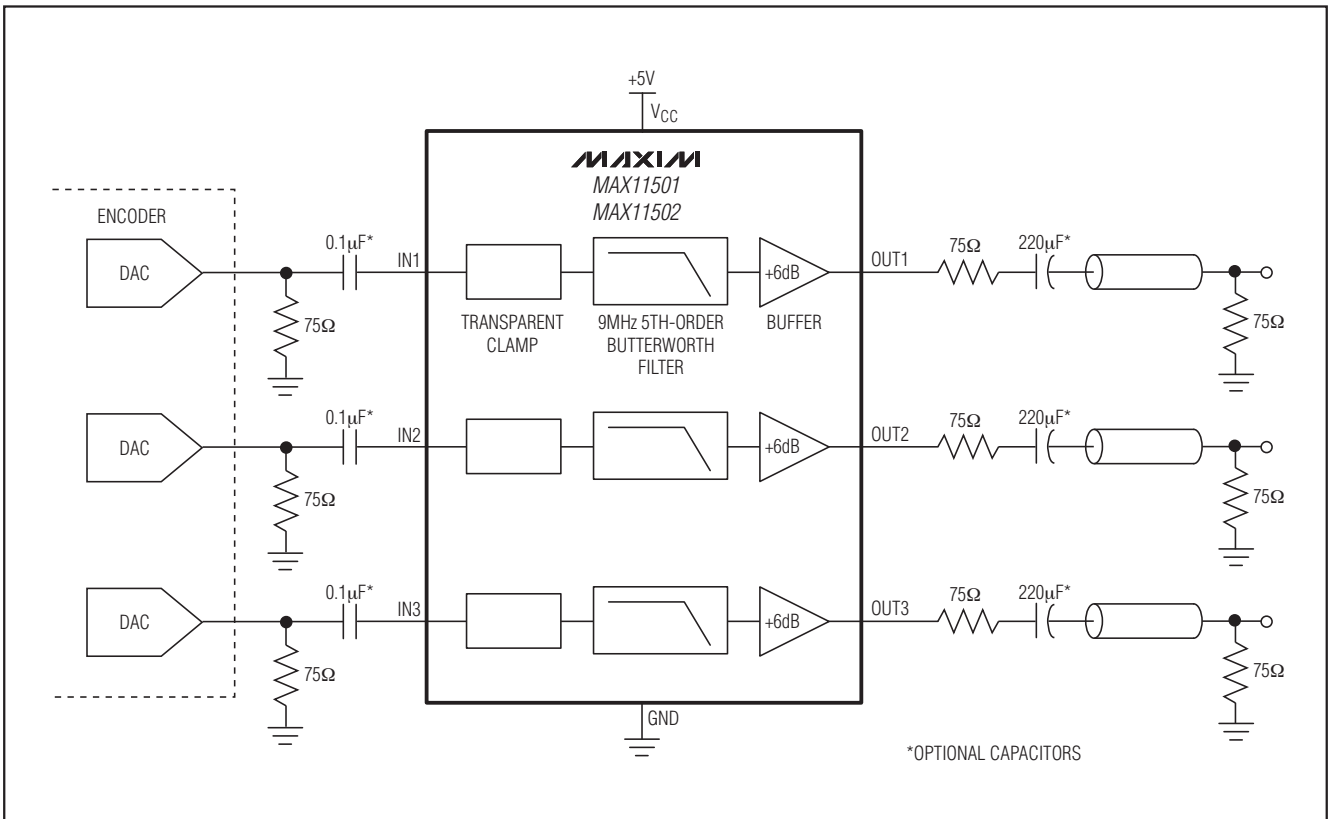 +5V
VCC
MAXIM
MAX11501
MAX11502
ENCODER
DAC
0.1μF*
IN1
+6dB
OUT1
75Ω
220μF*
75Ω
TRANSPARENT
CLAMP
9MHz 5TH-ORDER
BUTTERWORTH
FILTER
BUFFER
75Ω
DAC
0.1μF*
IN2
+6dB
OUT2
75Ω
220μF*
75Ω
75Ω
DAC
0.1μF*
IN3
+6dB
OUT3
75Ω
220μF*
75Ω
75Ω
GND
*OPTIONAL CAPACITORS